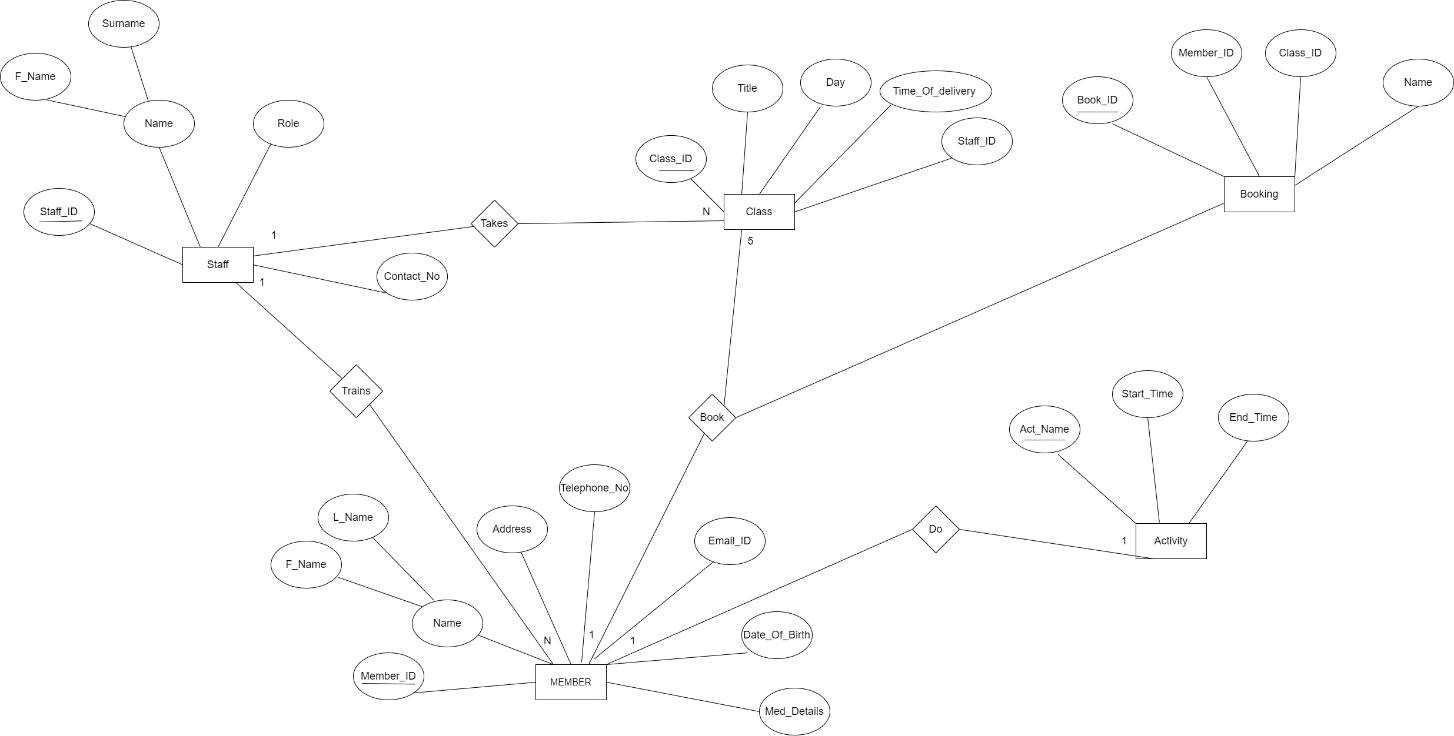 Surname
F_Name
Name
Role
Staff_ID
Staff
1
1
Contact_No
Takes
Title
Day
Time_Of_delivery
Class_ID
Staff_ID
N
Class
5
Member_ID
Class_ID
Book_ID
Name
Booking
Trains
Book
Start_Time
Act_Name
End_Time
Do
1
Activity
L_Name
F_Name
Name
Address
Telephone_No
Email_ID
Date_Of_Birth
N
1
1
Member_ID
MEMBER
Med_Details